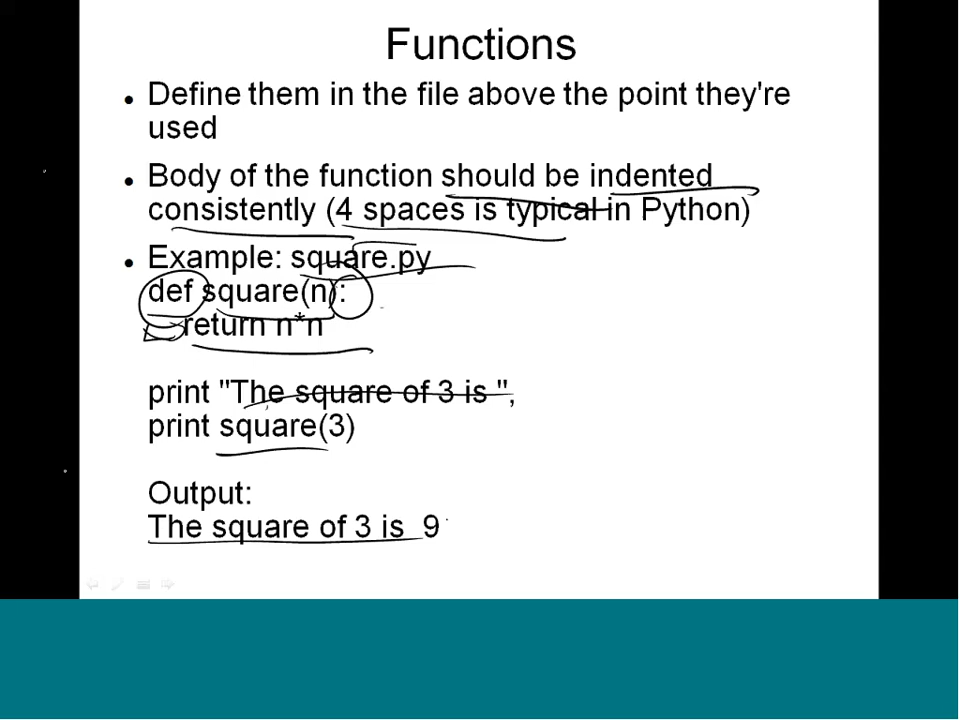 Functions
Define them in the file above the point they're
used
Body of the function should be indented
consistently (4 spaces is typical in Python)
Example: square.py
def square(n):
return n*n
print "The square of 3 is ",
print square(3)
Output:
The square of 3 is  9